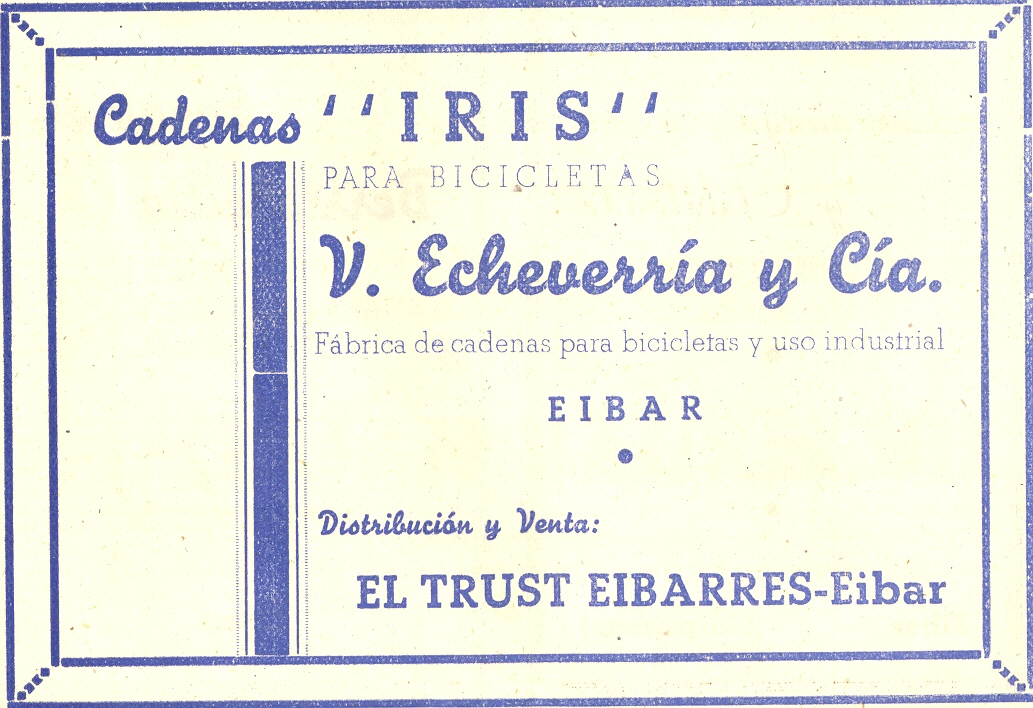 Cadenas ''IRIS''
PARA BICICLETAS
V. Echeverría y Cía.
Fábrica de cadenas para bicicletas y uso industrial
EIBAR
Distribución y Venta:
EL TRUST EIBARRES-Eibar